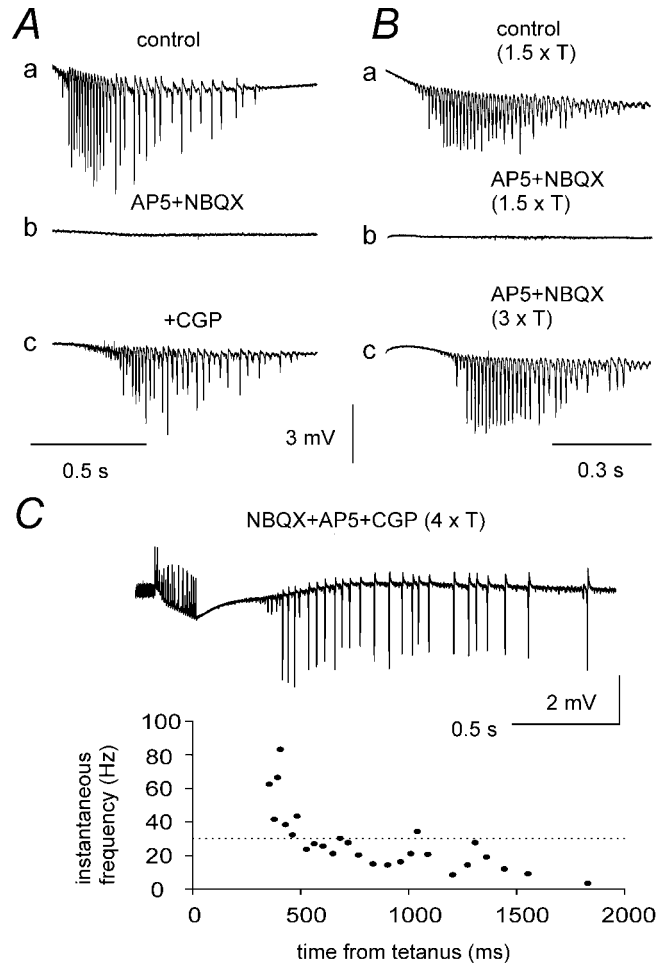 A
B
control
control
(1.5 x T)
a
a
AP5+NBQX
AP5+NBQX
(1.5 x T)
b
b
+CGP
AP5+NBQX
(3 x T)
c
c
3 mV
0.5 s
0.3 s
C
NBQX+AP5+CGP (4 x T)
2 mV
0.5 s
instantaneous
frequency (Hz)
100
80
60
40
20
0
0
500
1000
1500
2000
time from tetanus (ms)